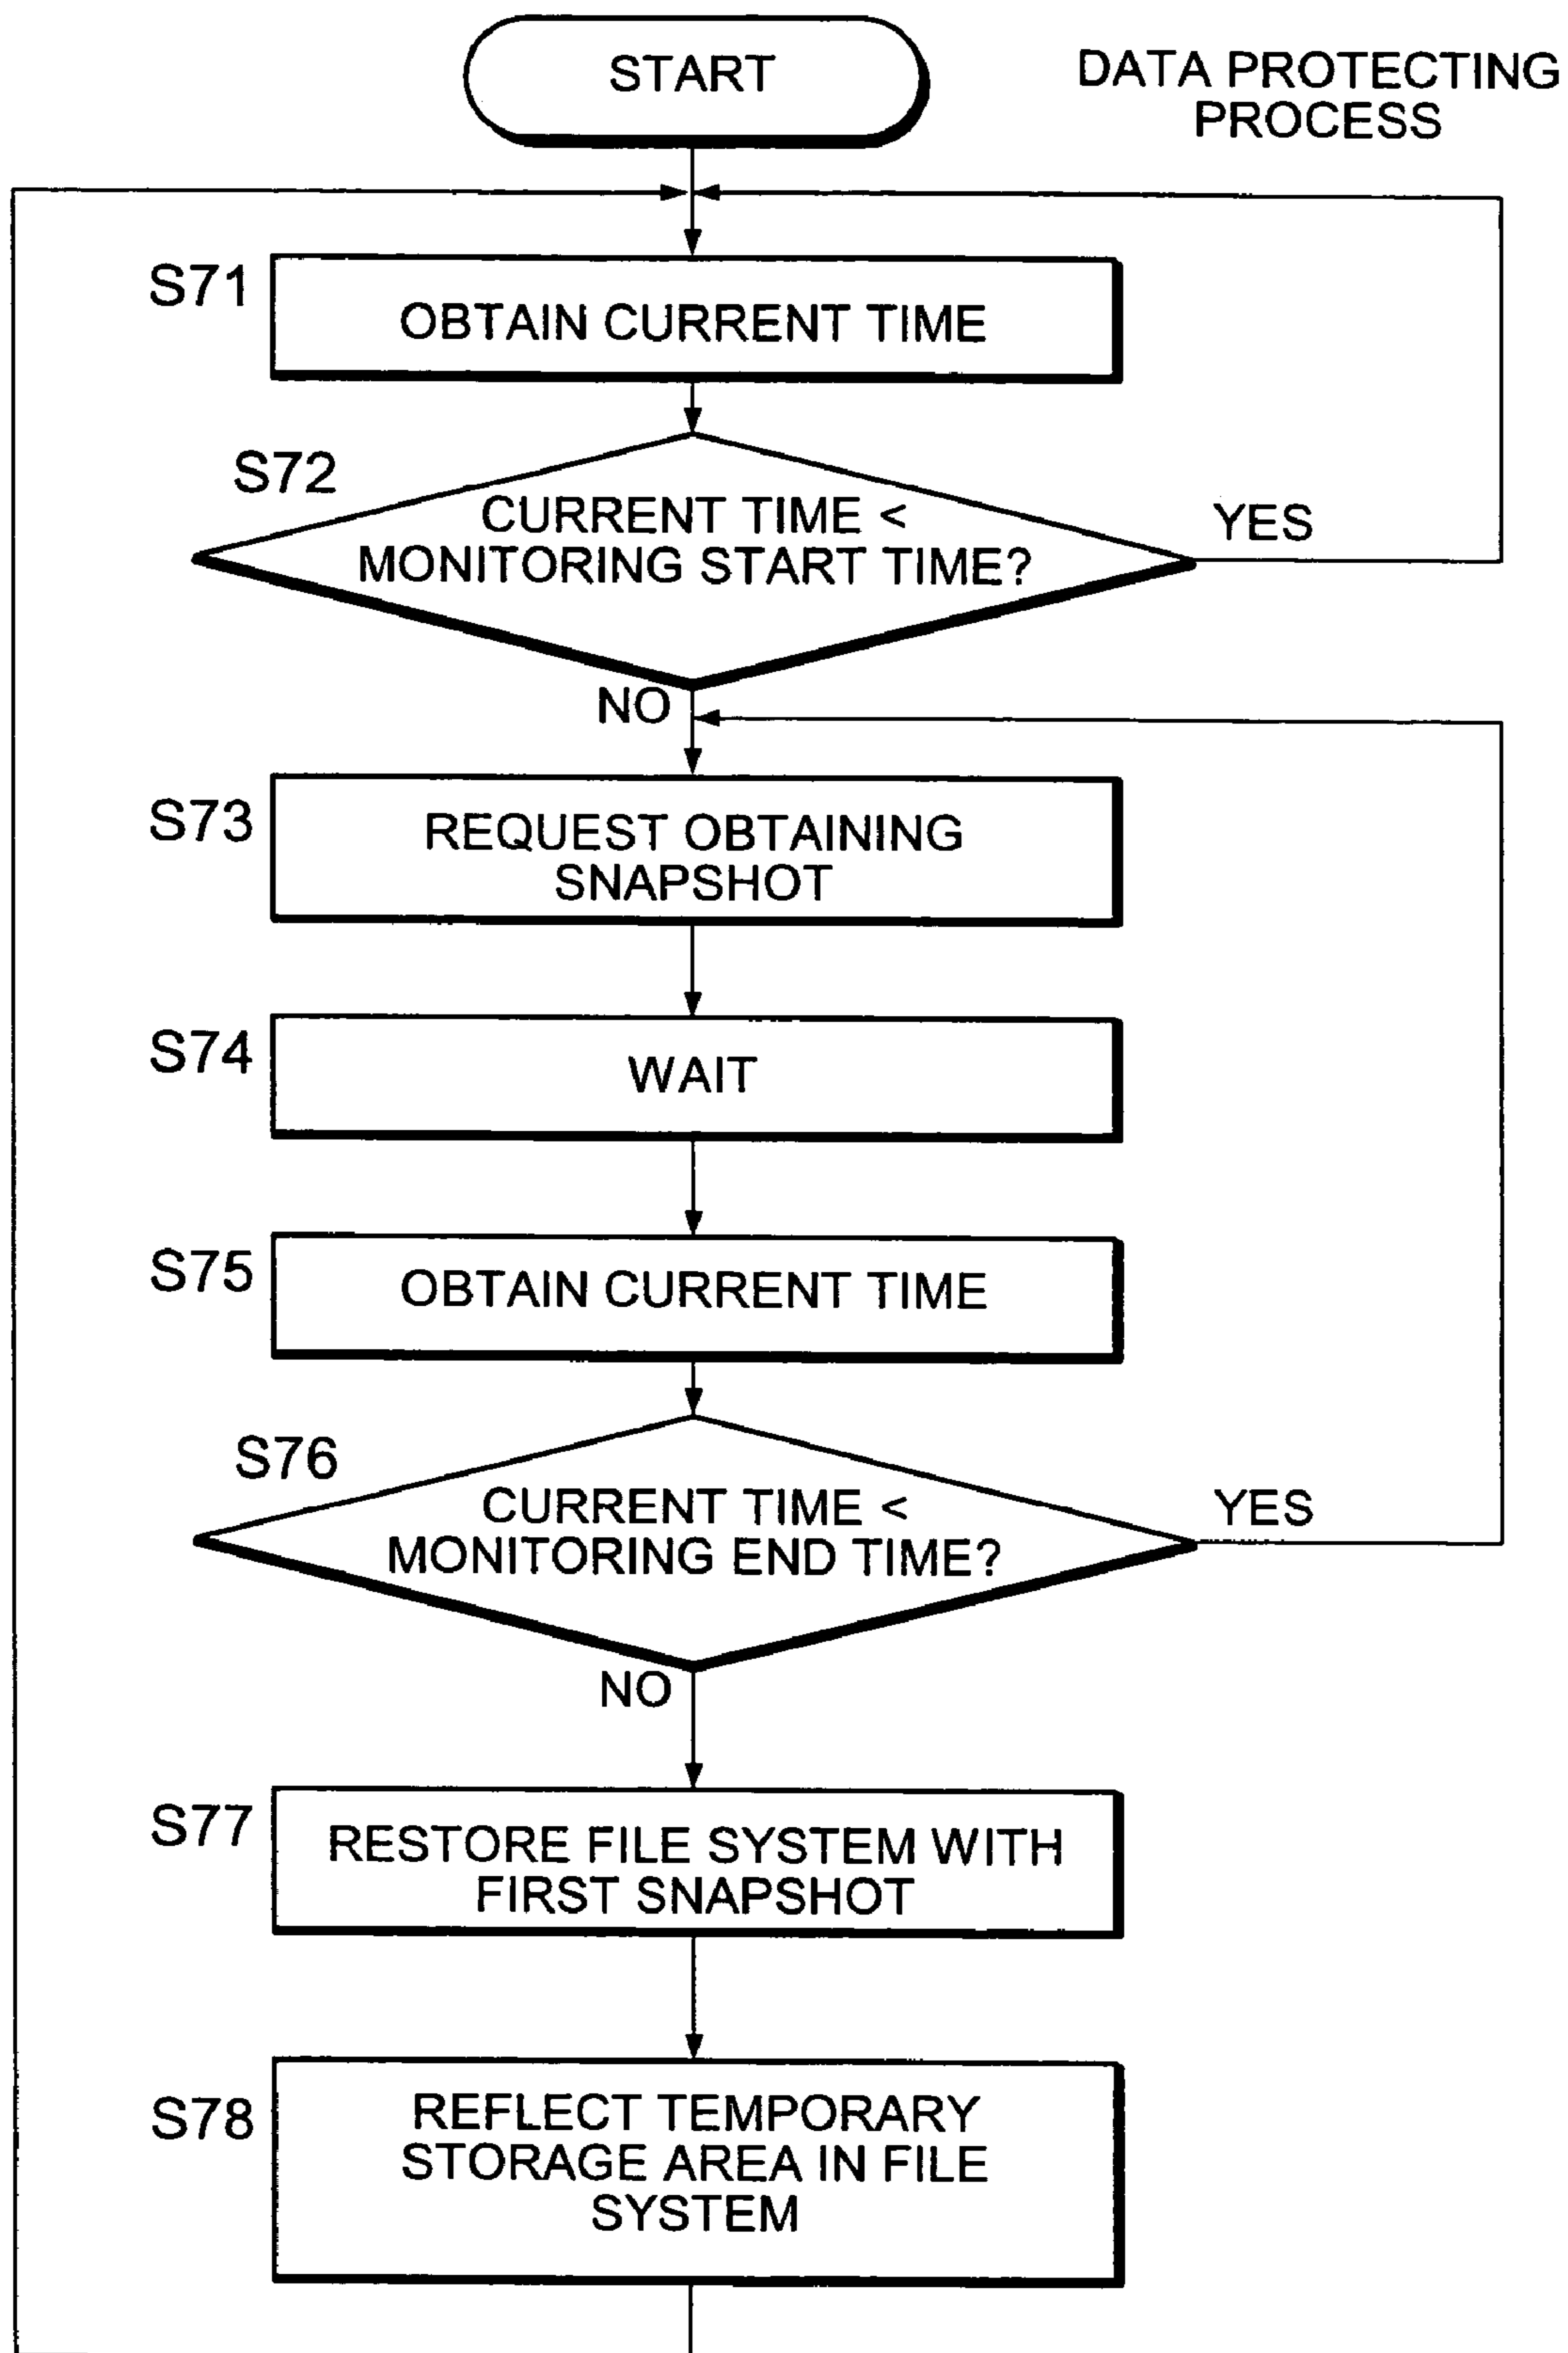 START
DATA PROTECTING
PROCESS
S71
OBTAIN CURRENT TIME
S72
CURRENT TIME <
MONITORING START TIME?
YES
NO
S73
REQUEST OBTAINING
SNAPSHOT
S74
WAIT
S75
OBTAIN CURRENT TIME
S76
CURRENT TIME <
MONITORING END TIME?
YES
NO
S77
RESTORE FILE SYSTEM WITH
FIRST SNAPSHOT
S78
REFLECT TEMPORARY
STORAGE AREA IN FILE
SYSTEM